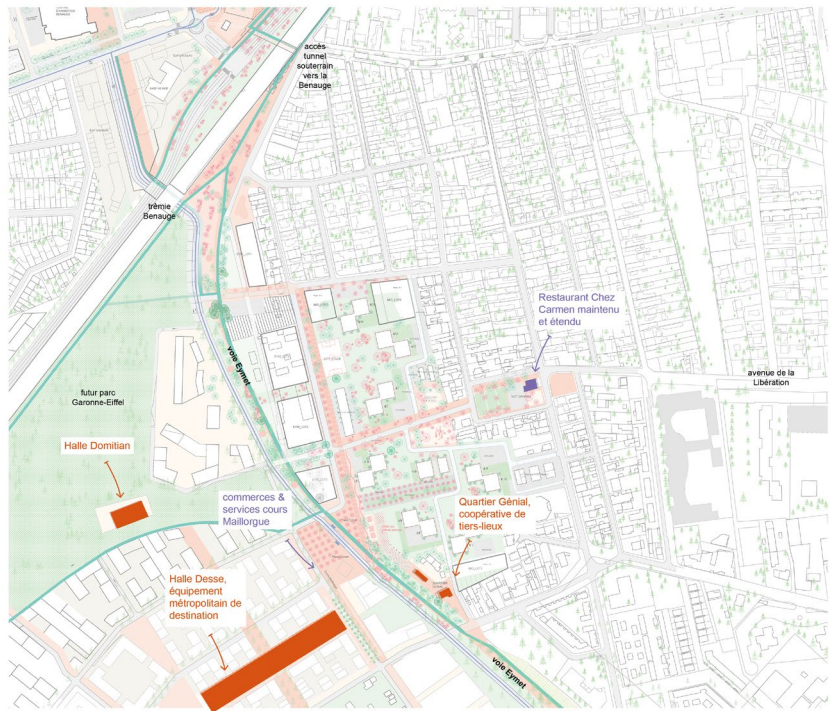 accès
tunnel
souterrain
vers la
Benauge
trémie
Benauge
Restaurant Chez
Carmen maintenu
et étendu
voie Eymet
avenue de la
Libération
futur parc
Garonne-Eiffel
Halle Domitian
commerces &
services cours
Maillorgue
Quartier Génial,
coopérative de
tiers-lieux
Halle Desse,
équipement
métropolitain de
destination
voie Eymet